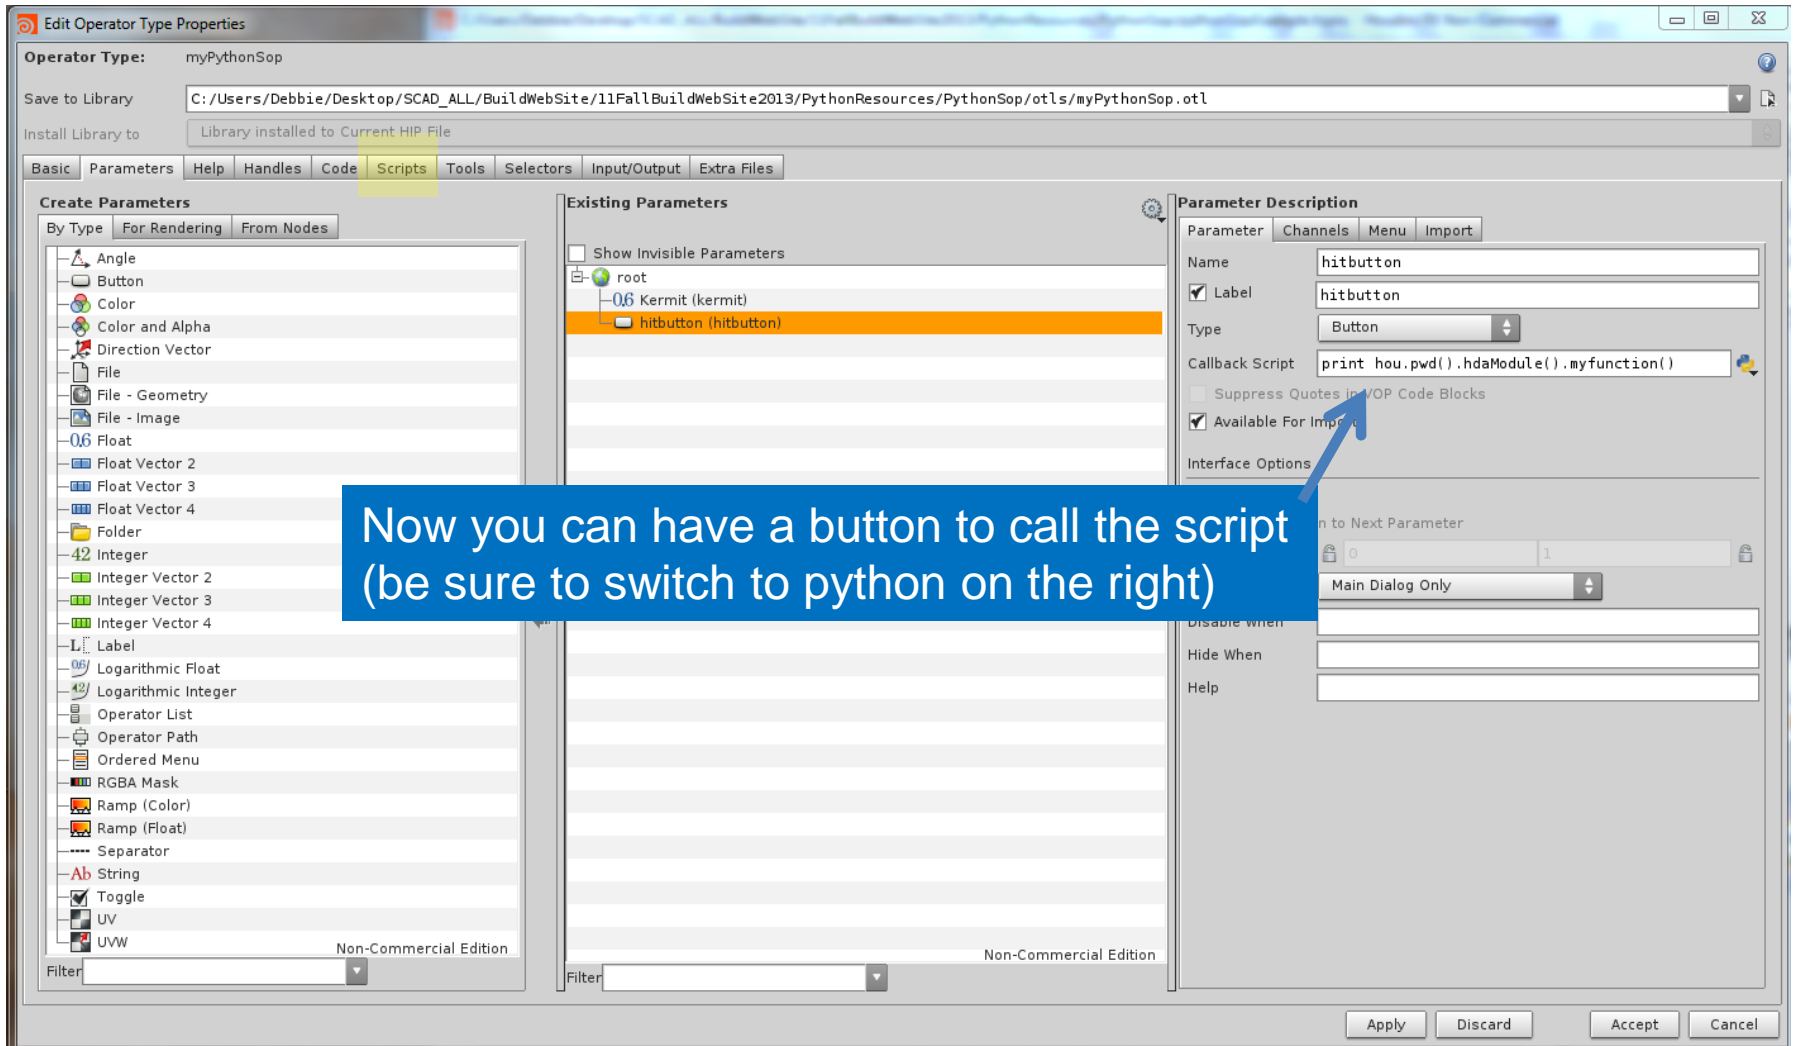 Edit Operator Type Properties
Operator Type: myPythonSop
Save to Library C:/Users/Debbie/Desktop/SCAD_ALL/BuildWebSite/11FallBuildWebSite2013/PythonResources/PythonSop/otls/myPythonSop.otl
Install Library to Library installed to Current HIP File
Basic Parameters Help Handles Code Scripts Tools Selectors Input/Output Extra Files
Create Parameters
By Type For Rendering From Nodes
Angle
Button
Color
Color and Alpha
Direction Vector
File
File - Geometry
File - Image
0.6 Float
Float Vector 2
Float Vector 3
Float Vector 4
Folder
42 Integer
Integer Vector 2
Integer Vector 3
Integer Vector 4
L Label
Logarithmic Float
Logarithmic Integer
Operator List
Operator Path
Ordered Menu
RGBA Mask
Ramp (Color)
Ramp (Float)
Separator
Ab String
Toggle
UV
UVW
Non-Commercial Edition
Filter
Existing Parameters
Show Invisible Parameters
root
0.6 Kermit (kermit)
hitbutton (hitbutton)
Non-Commercial Edition
Filter
Parameter Description
Parameter Channels Menu Import
Name hitbutton
Label hitbutton
Type Button
Callback Script print hou.pwd().hdaModule().myfunction()
Suppress Quotes in VOP Code Blocks
Available For Import
Interface Options
n to Next Parameter
0 1
Main Dialog Only
Disable When
Hide When
Help
Now you can have a button to call the script
(be sure to switch to python on the right)
Apply Discard Accept Cancel